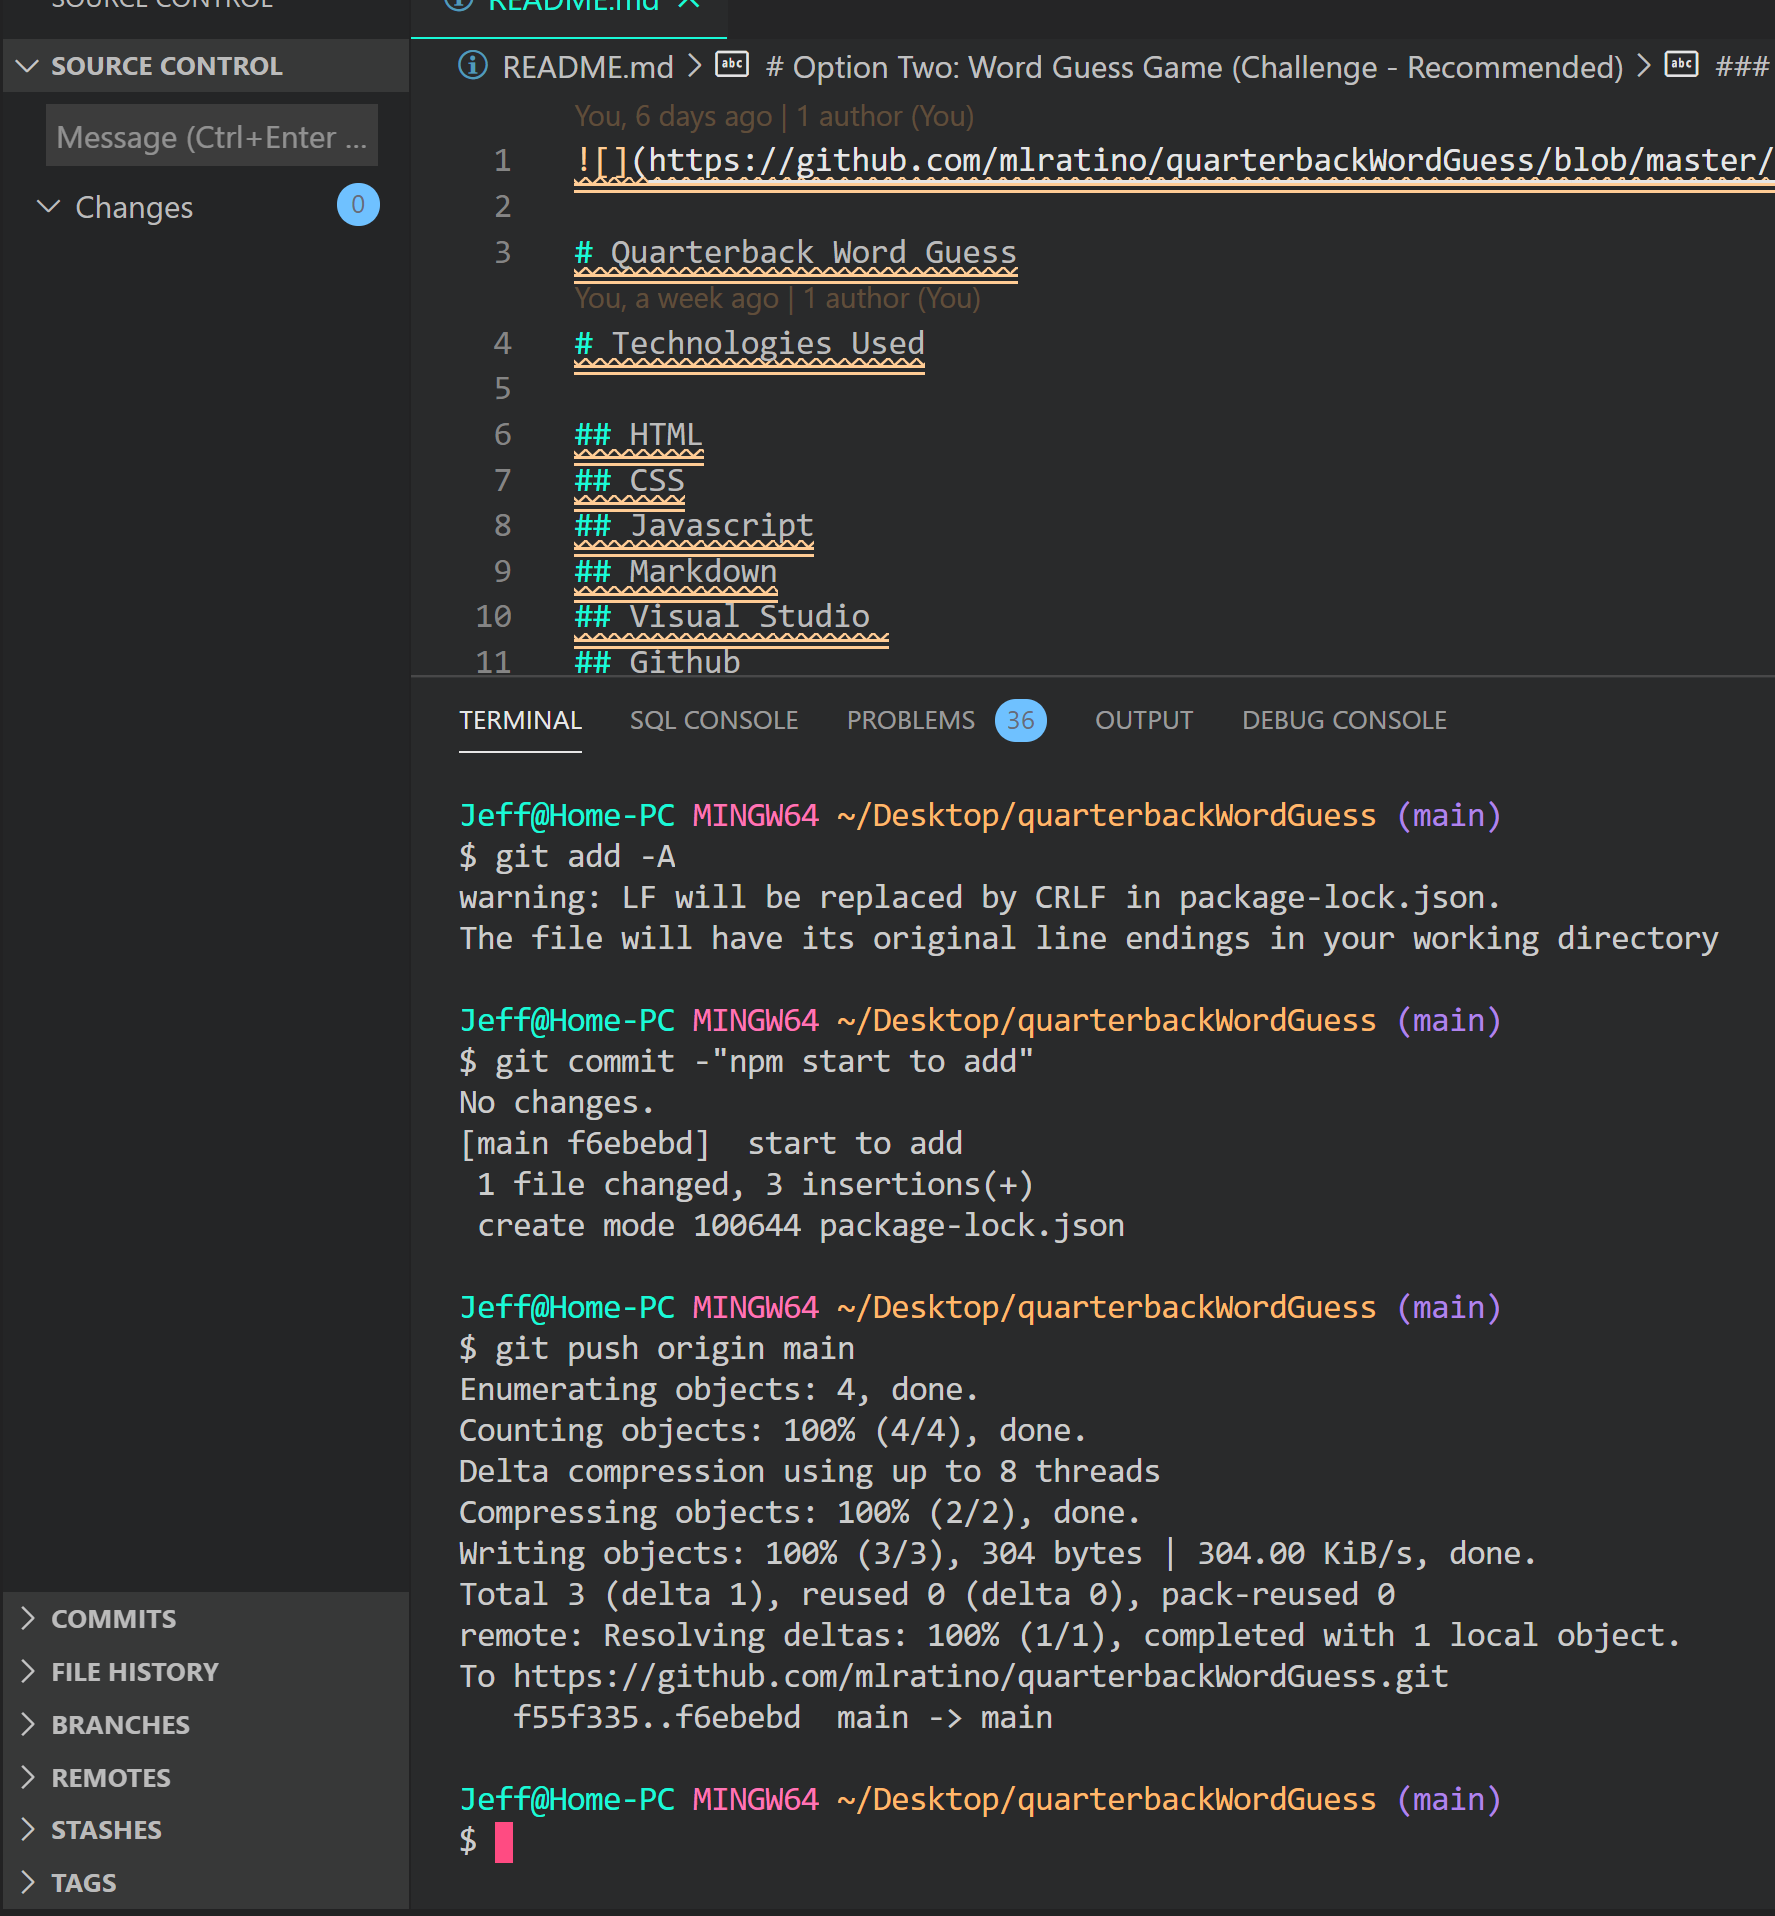 SOURCE CONTROL
README.md ×
SOURCE CONTROL
README.md > # Option Two: Word Guess Game (Challenge - Recommended) > ###
Message (Ctrl+Enter ...
Changes 0
You, 6 days ago | 1 author (You)
1 ![](https://github.com/mlratino/quarterbackWordGuess/blob/master/
2
3 # Quarterback Word Guess
You, a week ago | 1 author (You)
4 # Technologies Used
5
6 ## HTML
7 ## CSS
8 ## Javascript
9 ## Markdown
10 ## Visual Studio
11 ## Github
TERMINAL SQL CONSOLE PROBLEMS 36 OUTPUT DEBUG CONSOLE
Jeff@Home-PC MINGW64 ~/Desktop/quarterbackWordGuess (main)
$ git add -A
warning: LF will be replaced by CRLF in package-lock.json.
The file will have its original line endings in your working directory
Jeff@Home-PC MINGW64 ~/Desktop/quarterbackWordGuess (main)
$ git commit -"npm start to add"
No changes.
[main f6ebebd]  start to add
1 file changed, 3 insertions(+)
create mode 100644 package-lock.json
Jeff@Home-PC MINGW64 ~/Desktop/quarterbackWordGuess (main)
$ git push origin main
Enumerating objects: 4, done.
Counting objects: 100% (4/4), done.
Delta compression using up to 8 threads
Compressing objects: 100% (2/2), done.
Writing objects: 100% (3/3), 304 bytes | 304.00 KiB/s, done.
Total 3 (delta 1), reused 0 (delta 0), pack-reused 0
remote: Resolving deltas: 100% (1/1), completed with 1 local object.
To https://github.com/mlratino/quarterbackWordGuess.git
f55f335..f6ebebd  main -> main
Jeff@Home-PC MINGW64 ~/Desktop/quarterbackWordGuess (main)
$
COMMITS
FILE HISTORY
BRANCHES
REMOTES
STASHES
TAGS